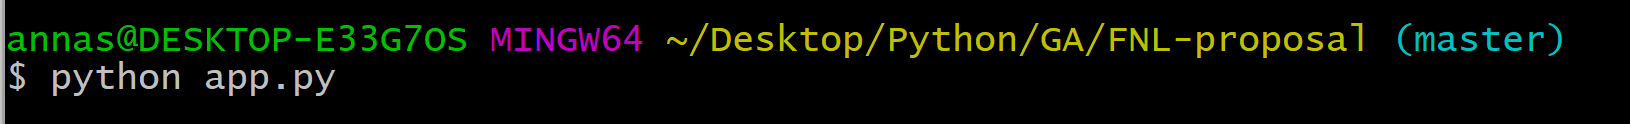 annas@DESKTOP-E33G7OS MINGW64 ~/Desktop/Python/GA/FNL-proposal (master)
$ python app.py